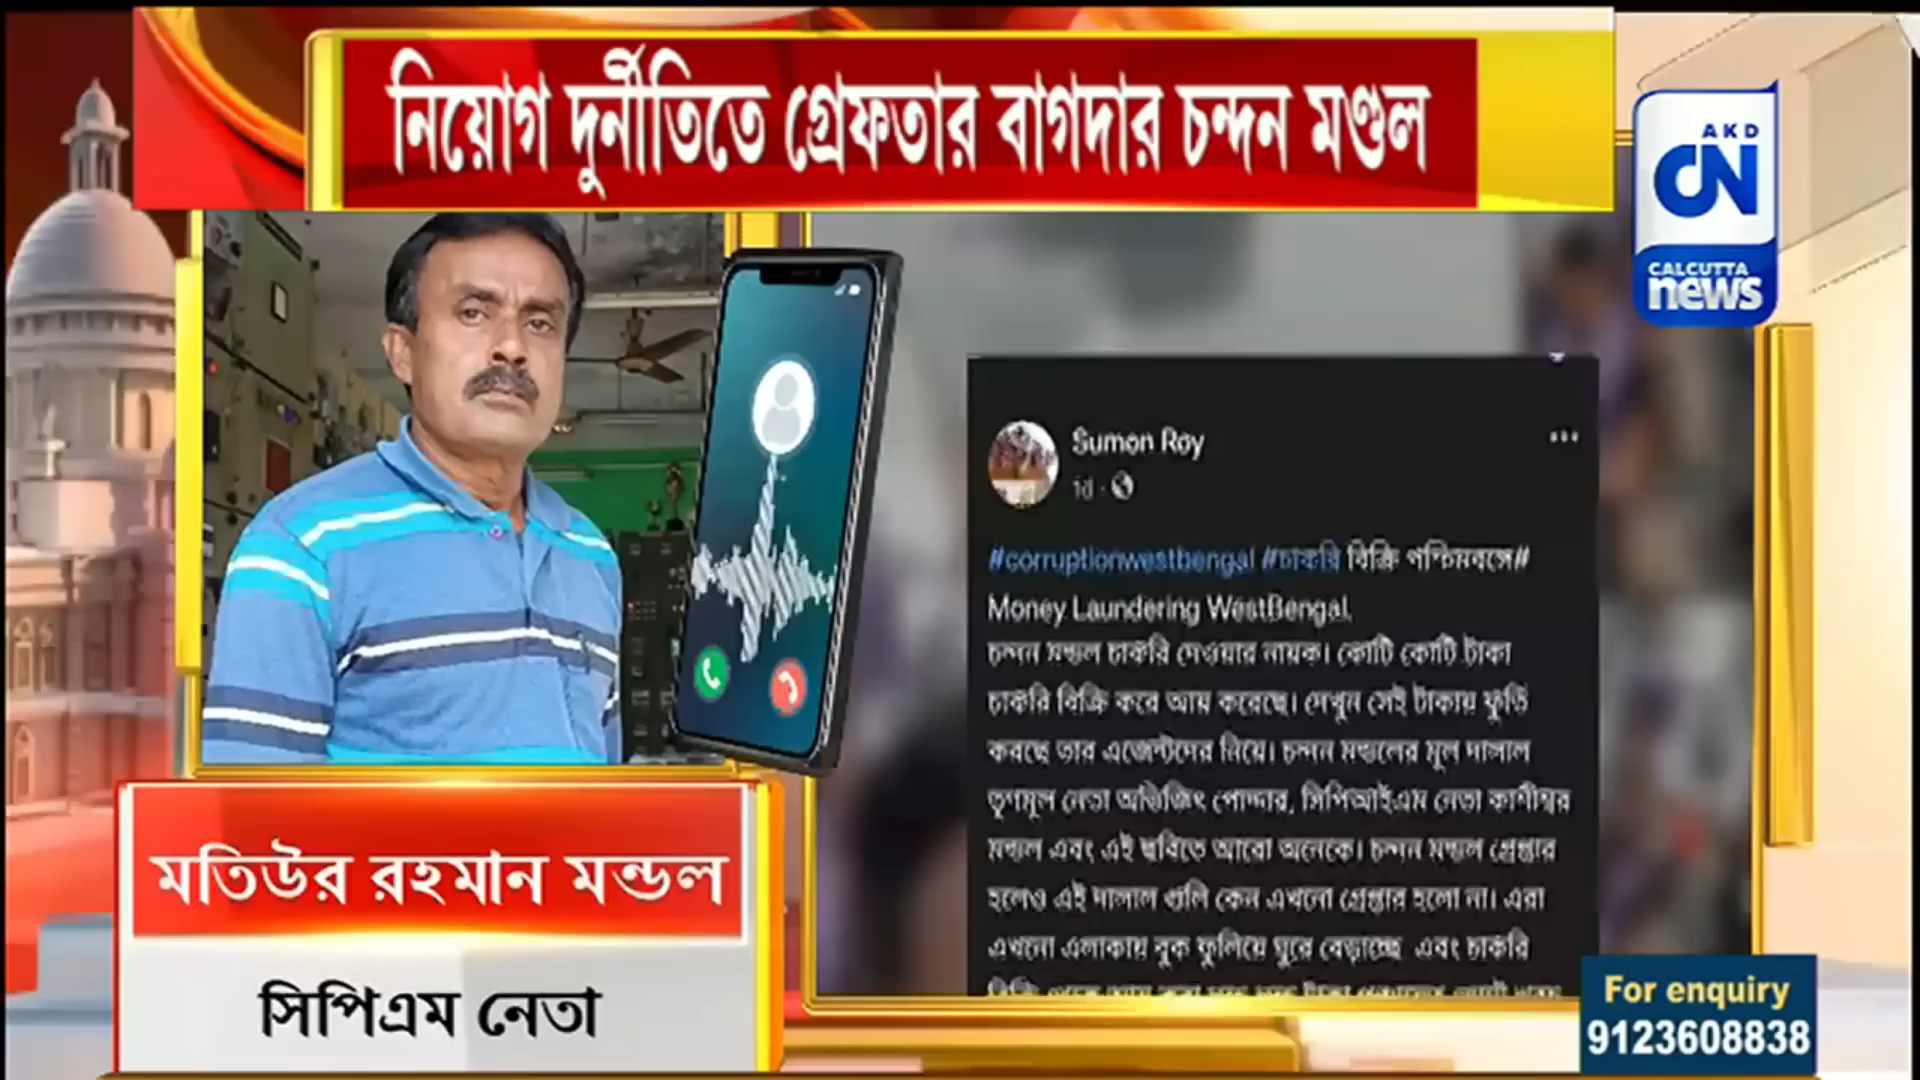 নিয়োগ দুর্নীতিতে গ্রেফতার বাগদার চন্দন মণ্ডল
AKD
CN
CALCUTTA
news
Sumon Roy
1d
#corruptionwestbengal #চাকরি বিক্রি পশ্চিমবঙ্গে#
Money Laundering WestBengal.
চন্দন মন্ডল চাকরি দেওয়ার নায়ক। কোটি কোটি টাকা
চাকরি বিক্রি করে আয় করেছে। দেখুন সেই টাকায় ফুর্তি
করছে তার এজেন্টদের নিয়ে। চন্দন মন্ডলের মূল দালাল
তৃণমূল নেতা অভিজিৎ পোদ্দার, সিপিআইএম নেতা কাশীশ্বর
মন্ডল এবং এই ছবিতে আরো অনেকে। চন্দন মন্ডল গ্রেপ্তার
হলেও এই দালাল গুলি কেন এখনো গ্রেপ্তার হলো না। এরা
এখনো এলাকায় বুক ফুলিয়ে ঘুরে বেড়াচ্ছে এবং চাকরি
মতিউর রহমান মন্ডল
সিপিএম নেতা
For enquiry
9123608838